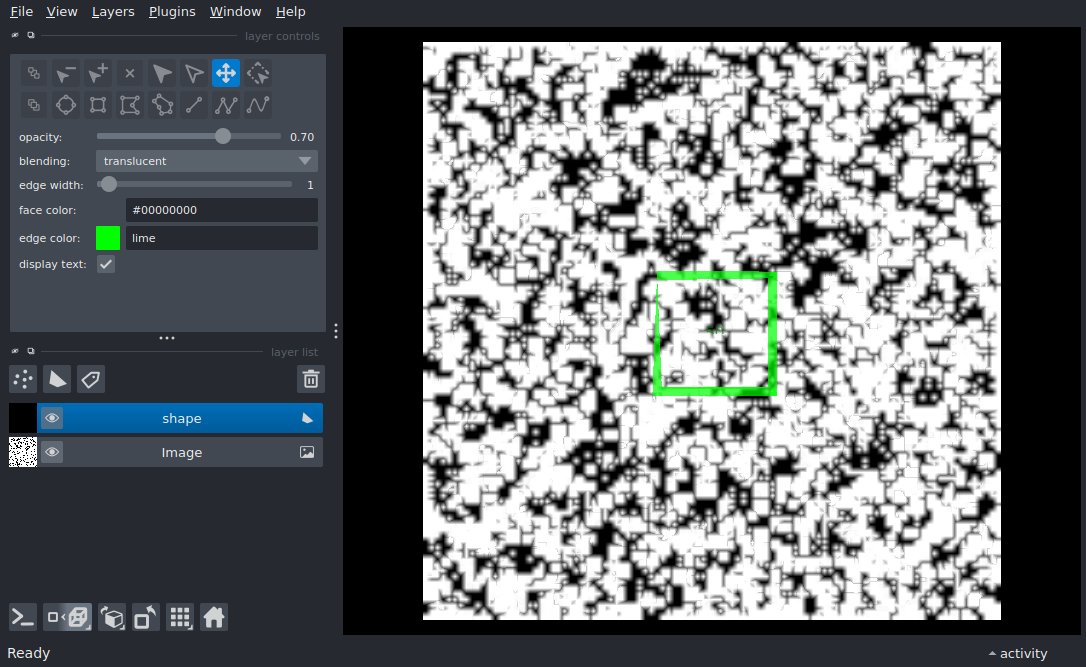 File View Layers Plugins Window Help
layer controls
opacity: 0.70
blending: translucent
edge width: 1
face color: #00000000
edge color: lime
display text:
layer list
shape
Image
Ready
activity